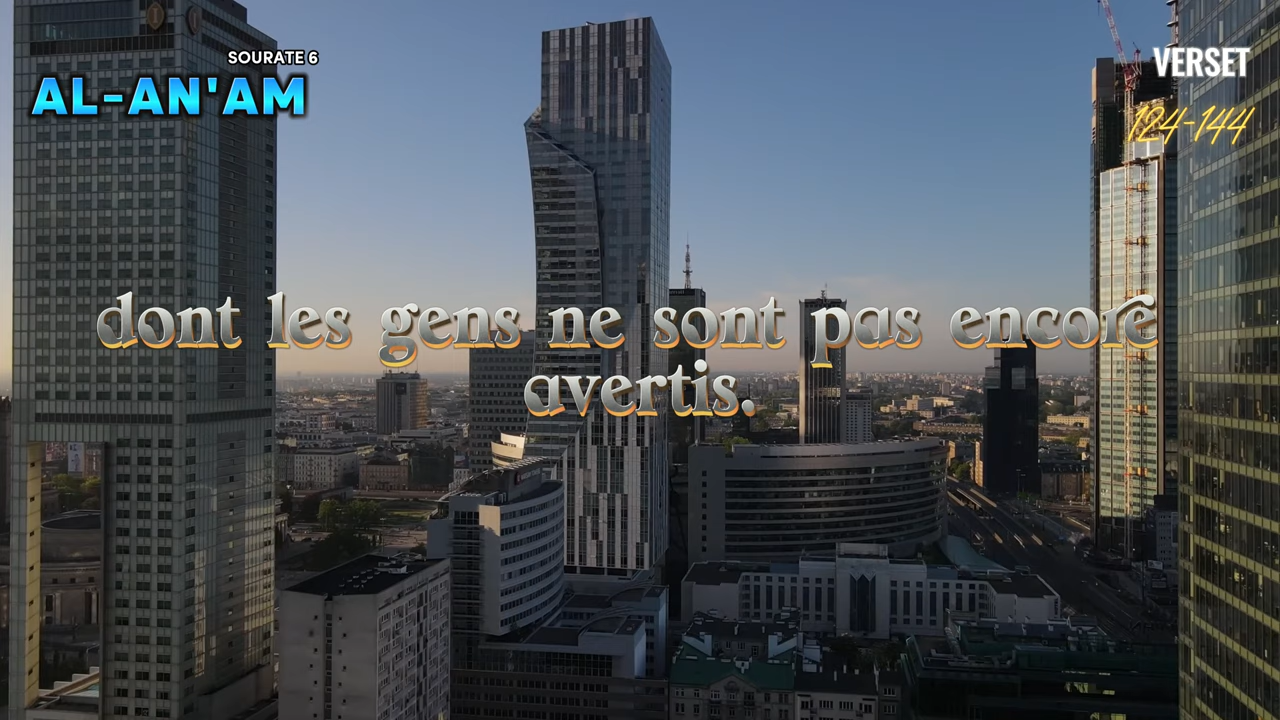 SOURATE 6
AL-AN'AM
VERSET
124-144
dont les gens ne sont pas encore
avertis.